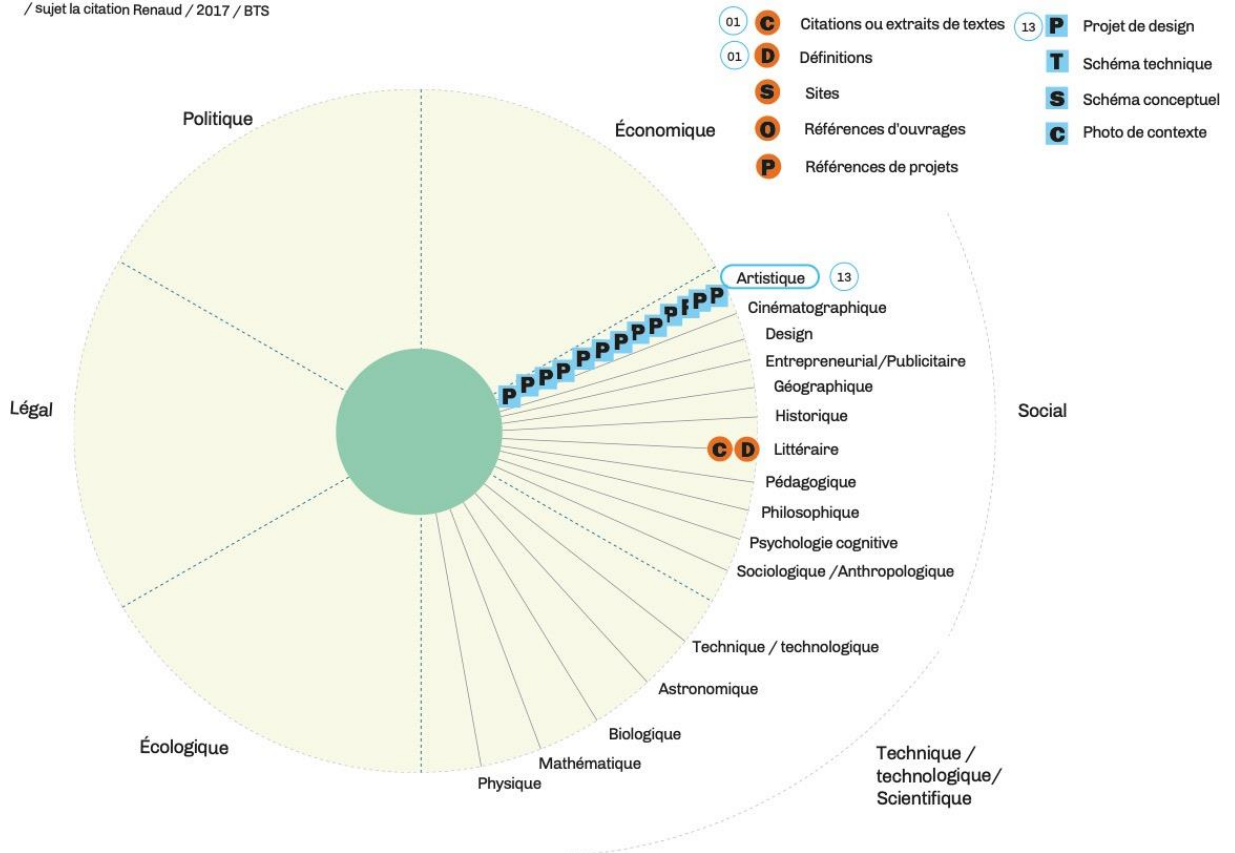 / sujet la citation Renaud / 2017 / BTS
01 C Citations ou extraits de textes
01 D Définitions
S Sites
O Références d'ouvrages
P Références de projets
13 P Projet de design
T Schéma technique
S Schéma conceptuel
C Photo de contexte
Politique
Économique
Artistique 13
P P P P P P P P P P P P P
Cinématographique
Design
Entrepreneurial/Publicitaire
Géographique
Historique
C D Littéraire
Pédagogique
Philosophique
Psychologie cognitive
Sociologique /Anthropologique
Social
Légal
Technique / technologique
Astronomique
Biologique
Mathématique
Physique
Écologique
Technique /
technologique/
Scientifique